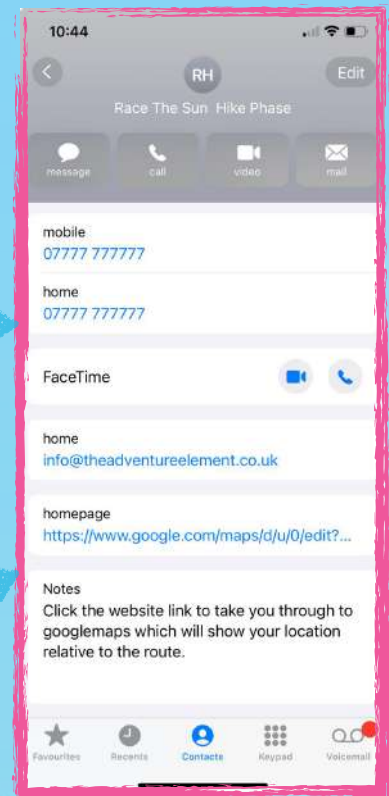 10:44
RH
Edit
Race The Sun Hike Phase
message call video mail
mobile
07777 777777
home
07777 777777
FaceTime
home
info@theadventureelement.co.uk
homepage
https://www.google.com/maps/d/u/0/edit?...
Notes
Click the website link to take you through to
googlemaps which will show your location
relative to the route.
Favourites Recents Contacts Keypad Voicemail